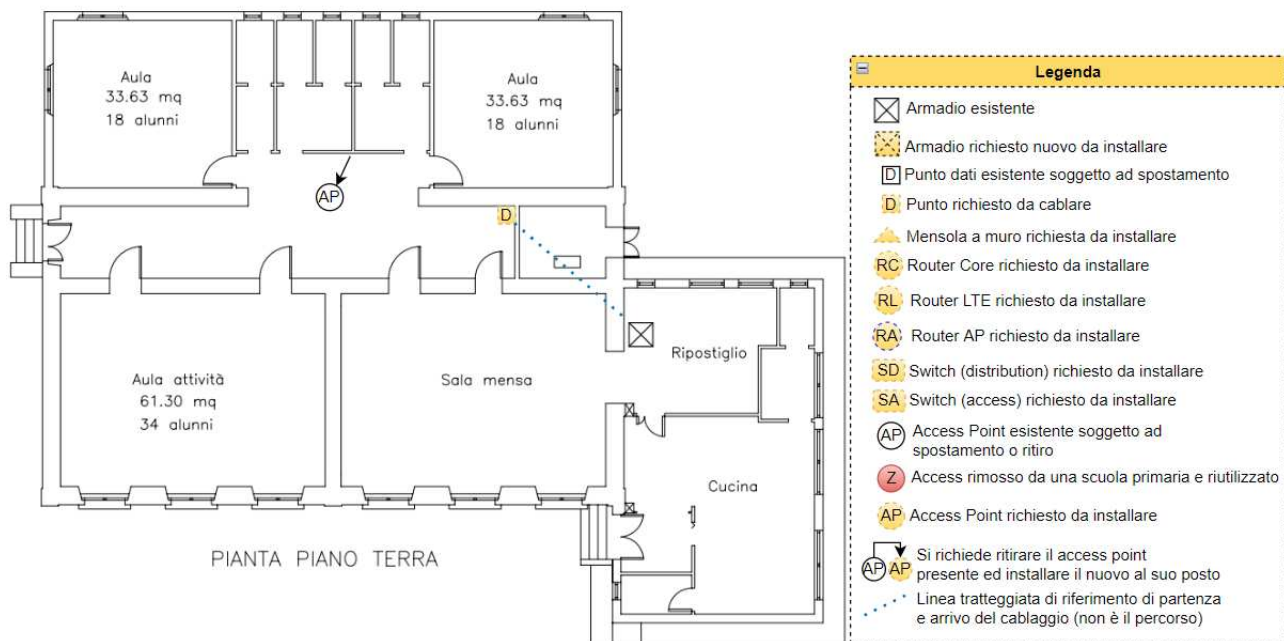 Aula
33.63 mq
18 alunni
Aula
33.63 mq
18 alunni
AP
D
Aula attività
61.30 mq
34 alunni
Sala mensa
Ripostiglio
Cucina
PIANTA PIANO TERRA
Legenda
Armadio esistente
Armadio richiesto nuovo da installare
D Punto dati esistente soggetto ad spostamento
D Punto richiesto da cablare
Mensola a muro richiesta da installare
RC Router Core richiesto da installare
RL Router LTE richiesto da installare
RA Router AP richiesto da installare
SD Switch (distribution) richiesto da installare
SA Switch (access) richiesto da installare
AP Access Point esistente soggetto ad
spostamento o ritiro
Z Access rimosso da una scuola primaria e riutilizzato
AP Access Point richiesto da installare
AP AP Si richiede ritirare il access point
presente ed installare il nuovo al suo posto
Linea tratteggiata di riferimento di partenza
e arrivo del cablaggio (non è il percorso)